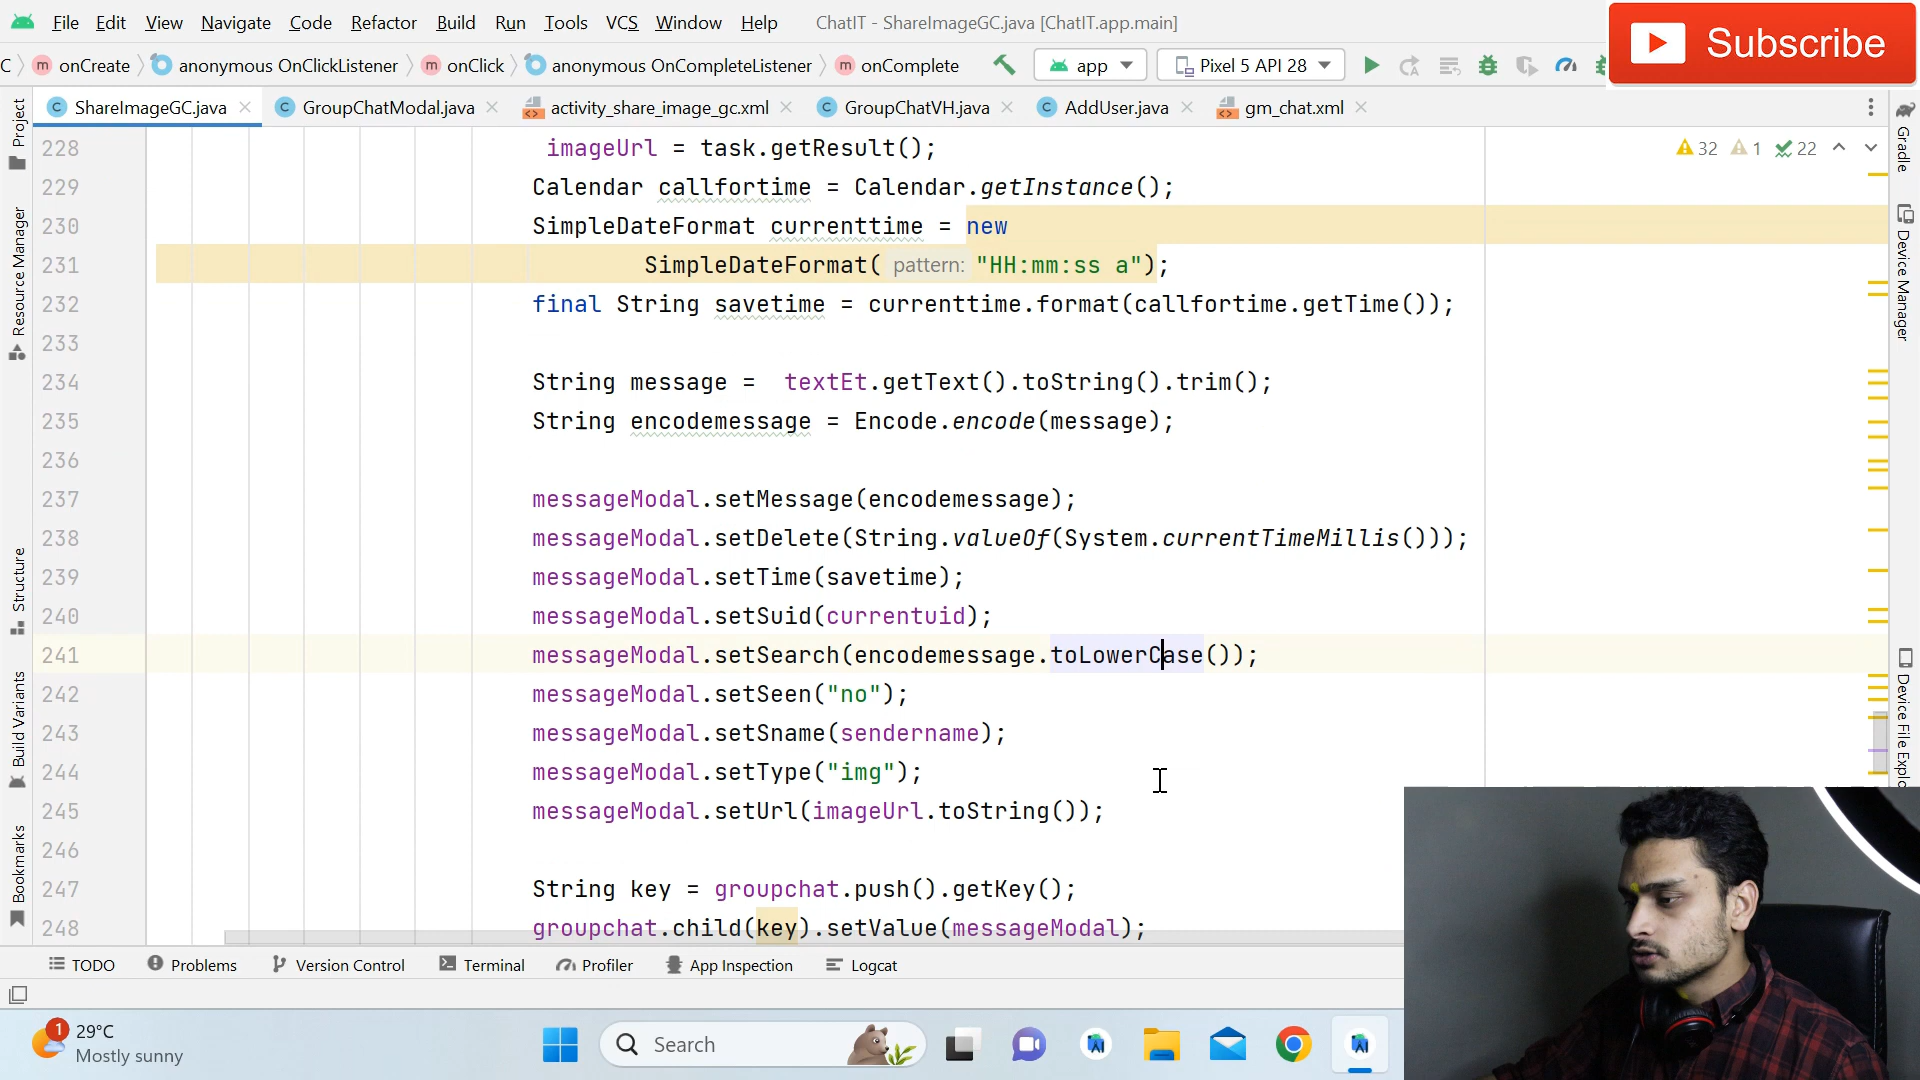 File Edit View Navigate Code Refactor Build Run Tools VCS Window Help ChatIT - ShareImageGC.java [ChatIT.app.main]
Subscribe
C onCreate anonymous OnClickListener onClick anonymous OnCompleteListener onComplete app Pixel 5 API 28
ShareImageGC.java GroupChatModal.java activity_share_image_gc.xml GroupChatVH.java AddUser.java gm_chat.xml
Project
Resource Manager
Structure
Build Variants
Bookmarks
Gradle
Device Manager
32 1 22
228 imageUrl = task.getResult();
229 Calendar callfortime = Calendar.getInstance();
230 SimpleDateFormat currenttime = new
231 SimpleDateFormat( pattern: "HH:mm:ss a");
232 final String savetime = currenttime.format(callfortime.getTime());
233
234 String message = textEt.getText().toString().trim();
235 String encodemessage = Encode.encode(message);
236
237 messageModal.setMessage(encodemessage);
238 messageModal.setDelete(String.valueOf(System.currentTimeMillis()));
239 messageModal.setTime(savetime);
240 messageModal.setSuid(currentuid);
241 messageModal.setSearch(encodemessage.toLowerCase());
242 messageModal.setSeen("no");
243 messageModal.setSname(sendername);
244 messageModal.setType("img");
245 messageModal.setUrl(imageUrl.toString());
246
247 String key = groupchat.push().getKey();
248 groupchat.child(key).setValue(messageModal);
Device File Explo
TODO Problems Version Control Terminal Profiler App Inspection Logcat
1 29°C
Mostly sunny
Search